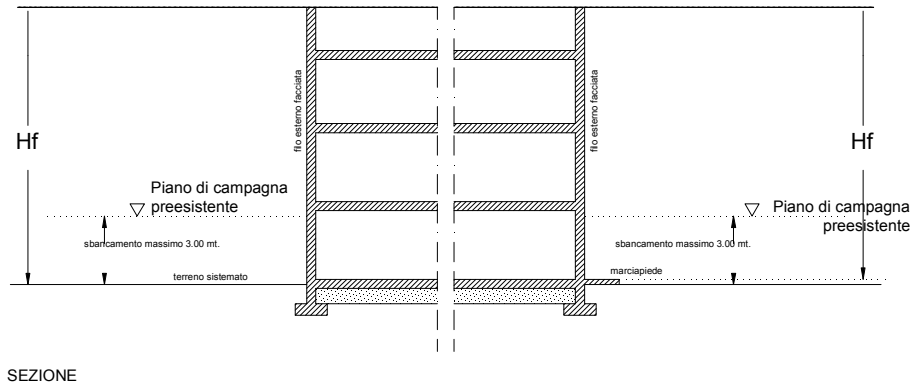 filo esterno facciata
filo esterno facciata
Hf
Hf
Piano di campagna
preesistente
Piano di campagna
preesistente
sbancamento massimo 3.00 mt.
sbancamento massimo 3.00 mt.
terreno sistemato
marciapiede
SEZIONE